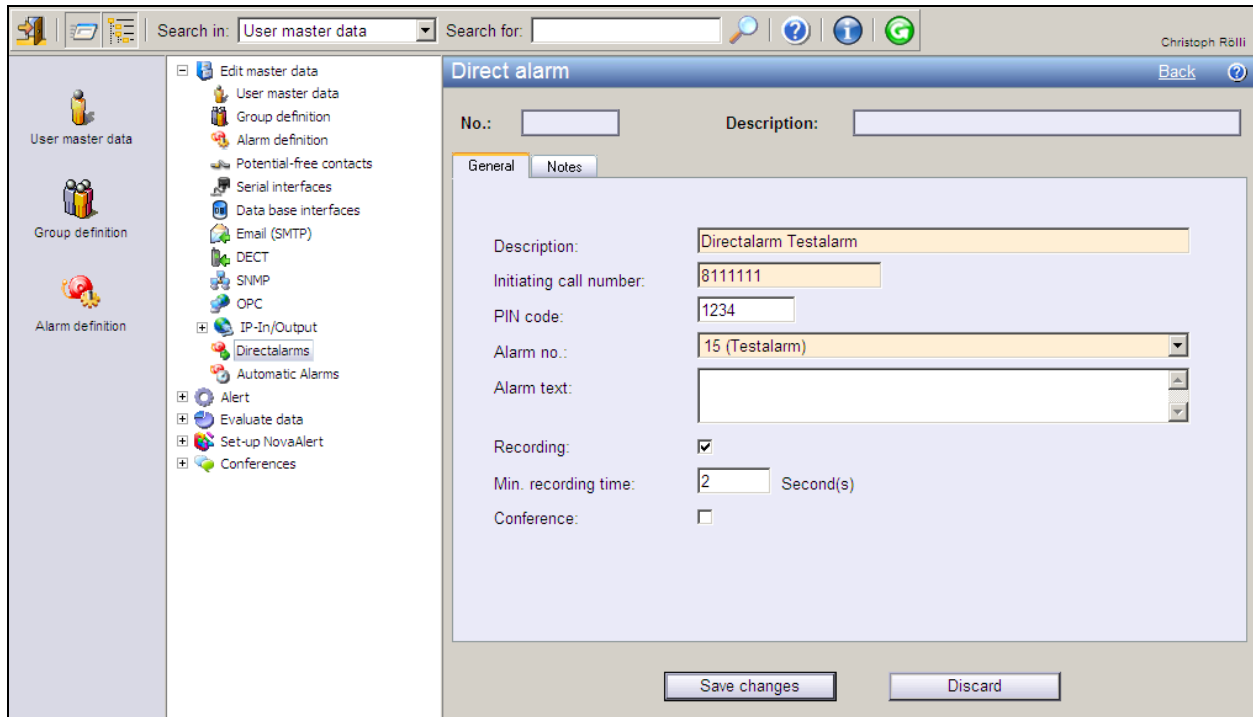 Search in: User master data Search for:
Christoph Rölli
User master data
Group definition
Alarm definition
Edit master data
User master data
Group definition
Alarm definition
Potential-free contacts
Serial interfaces
Data base interfaces
Email (SMTP)
DECT
SNMP
OPC
IP-In/Output
Directalarms
Automatic Alarms
Alert
Evaluate data
Set-up NovaAlert
Conferences
Direct alarm Back
No.: Description:
General Notes
Description: Directalarm Testalarm
Initiating call number: 8111111
PIN code: 1234
Alarm no.: 15 (Testalarm)
Alarm text:
Recording:
Min. recording time: 2 Second(s)
Conference:
Save changes Discard